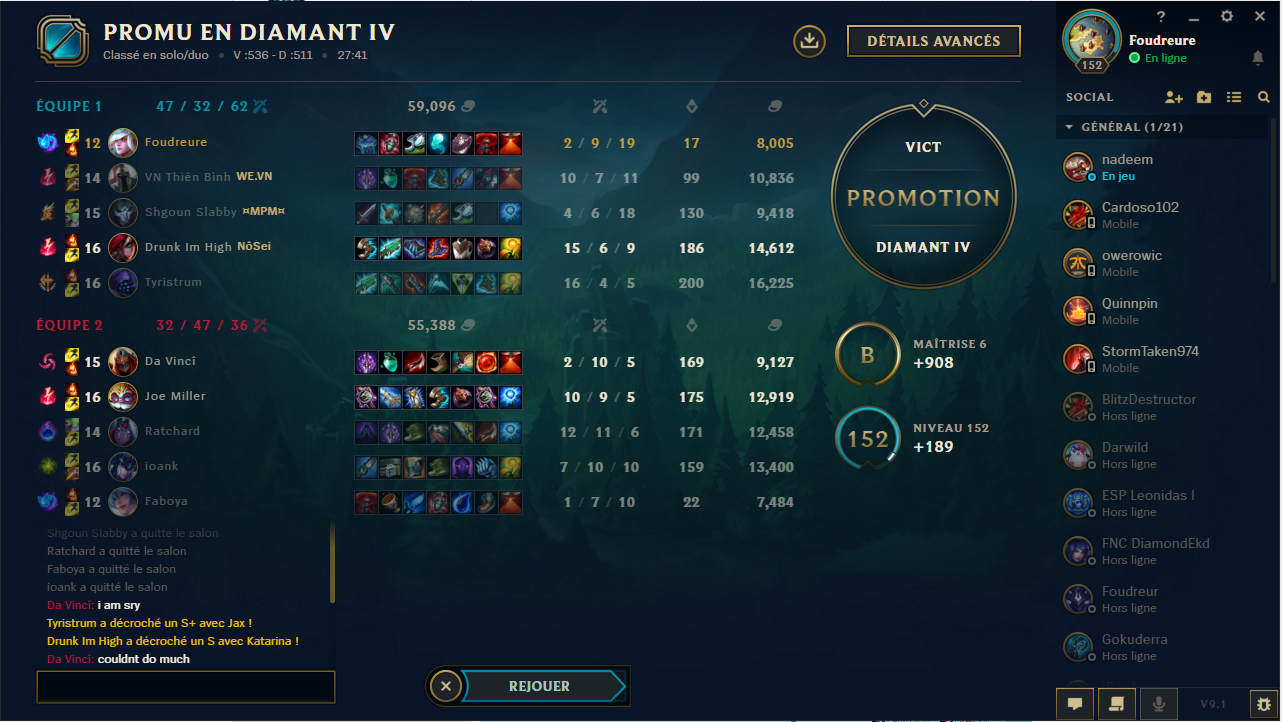 PROMU EN DIAMANT IV
Classé en solo/duo • V :536 - D :511 • 27:41
DÉTAILS AVANCÉS
ÉQUIPE 1 47 / 32 / 62 59,096
12 Foudreure 2 / 9 / 19 17 8,005
14 VN Thiên Bình WE.VN 10 / 7 / 11 99 10,836
15 Shgoun Slabby ¤MPM¤ 4 / 6 / 18 130 9,418
16 Drunk Im High NôSei 15 / 6 / 9 186 14,612
16 Tyristrum 16 / 4 / 5 200 16,225
ÉQUIPE 2 32 / 47 / 36 55,388
15 Da Vincî 2 / 10 / 5 169 9,127
16 Joe Miller 10 / 9 / 5 175 12,919
14 Ratchard 12 / 11 / 6 171 12,458
16 ioank 7 / 10 / 10 159 13,400
12 Faboya 1 / 7 / 10 22 7,484
Shgoun Slabby a quitté le salon
Ratchard a quitté le salon
Faboya a quitté le salon
ioank a quitté le salon
Da Vincî: i am sry
Tyristrum a décroché un S+ avec Jax !
Drunk Im High a décroché un S avec Katarina !
Da Vincî: couldnt do much
REJOUER
VICT
PROMOTION
DIAMANT IV
B
MAÎTRISE 6
+908
152
NIVEAU 152
+189
?
152
Foudreure
En ligne
SOCIAL
GÉNÉRAL (1/21)
nadeem
En jeu
Cardoso102
Mobile
owerowic
Mobile
Quinnpin
Mobile
StormTaken974
Mobile
BlitzDestructor
Hors ligne
Darwild
Hors ligne
ESP Leonidas I
Hors ligne
FNC DiamondEkd
Hors ligne
Foudreur
Hors ligne
Gokuderra
Hors ligne
V9.1